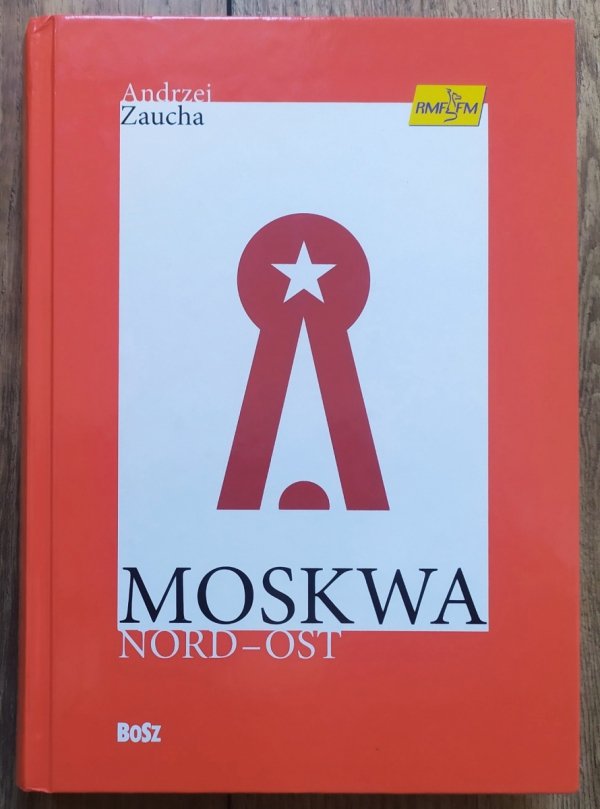 Andrzej
Zaucha
RMF FM
MOSKWA
NORD–OST
BOSZ